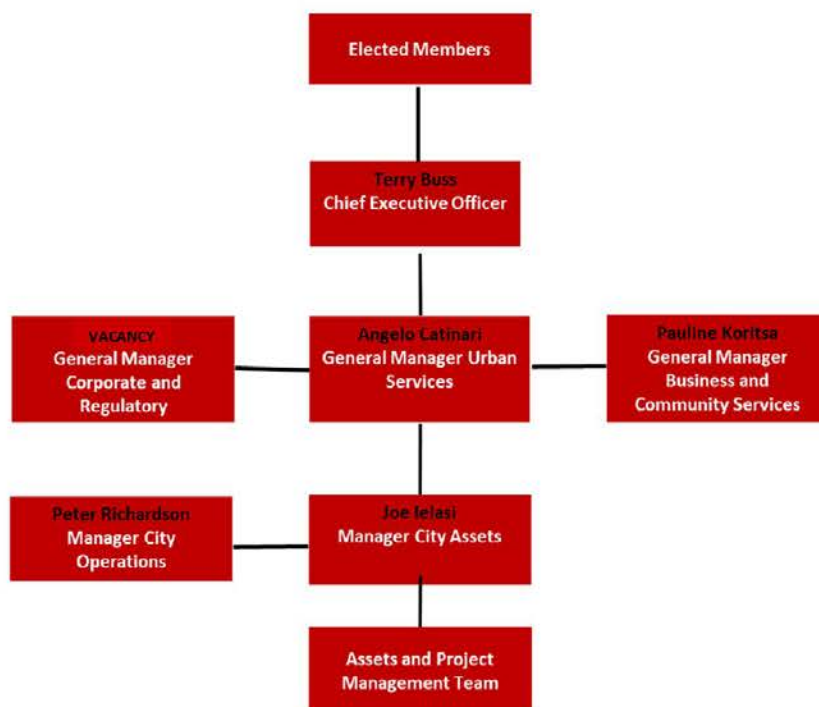 Elected Members
Terry Buss
Chief Executive Officer
VACANCY
General Manager
Corporate and
Regulatory
Angelo Catinari
General Manager Urban
Services
Pauline Koritsa
General Manager
Business and
Community Services
Peter Richardson
Manager City
Operations
Joe Ielasi
Manager City Assets
Assets and Project
Management Team